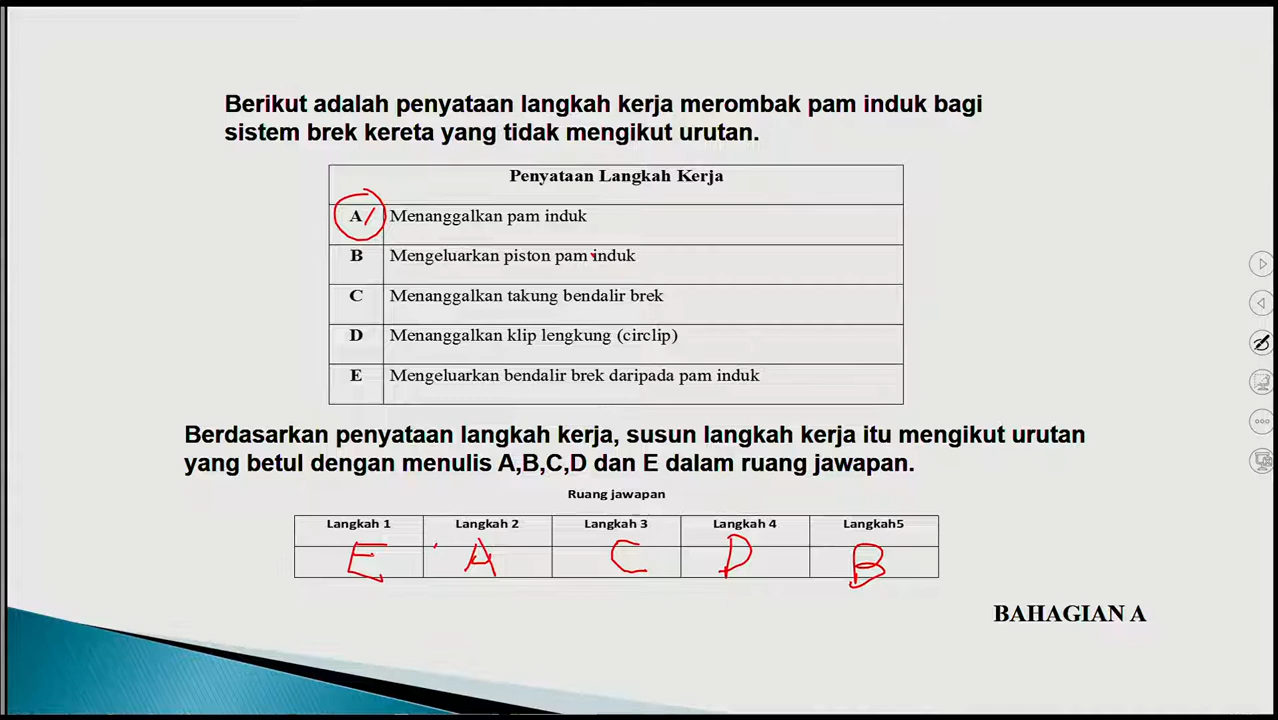 Berikut adalah penyataan langkah kerja merombak pam induk bagi
sistem brek kereta yang tidak mengikut urutan.
Penyataan Langkah Kerja
A Menanggalkan pam induk
B Mengeluarkan piston pam induk
C Menanggalkan takung bendalir brek
D Menanggalkan klip lengkung (circlip)
E Mengeluarkan bendalir brek daripada pam induk
Berdasarkan penyataan langkah kerja, susun langkah kerja itu mengikut urutan
yang betul dengan menulis A,B,C,D dan E dalam ruang jawapan.
Ruang jawapan
Langkah 1 Langkah 2 Langkah 3 Langkah 4 Langkah5
E A C D B
BAHAGIAN A